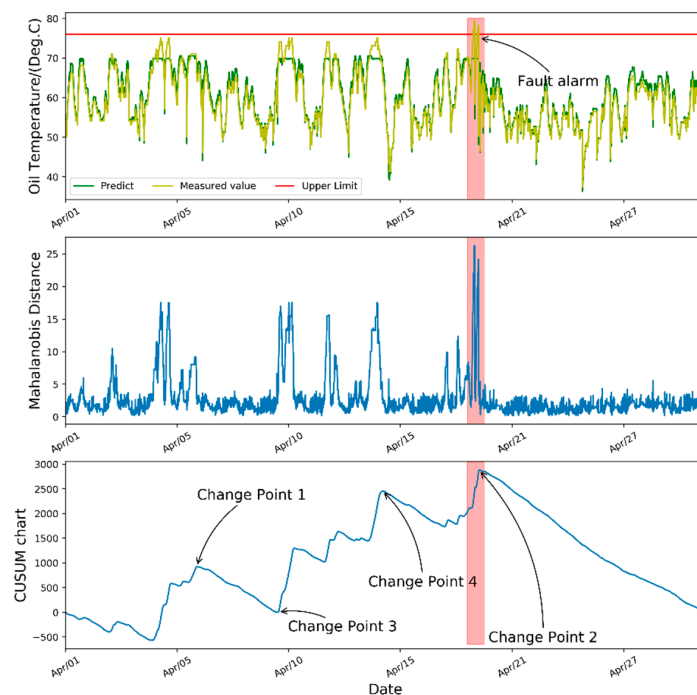 80
70
60
50
40
Oil Temperature/(Deg.C)
Fault alarm
Predict Measured value Upper Limit
Apr/01 Apr/05 Apr/10 Apr/15 Apr/21 Apr/27
25
20
15
10
5
0
Mahalanobis Distance
Apr/01 Apr/05 Apr/10 Apr/15 Apr/21 Apr/27
3000
2500
2000
1500
1000
500
0
−500
CUSUM chart
Change Point 1
Change Point 4
Change Point 3
Change Point 2
Apr/01 Apr/05 Apr/10 Apr/15 Apr/21 Apr/27
Date